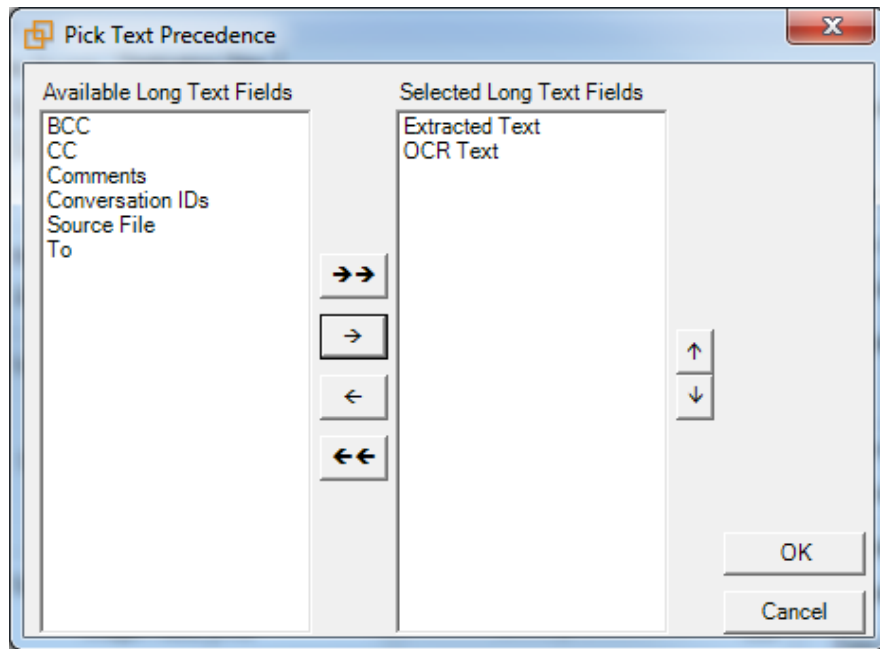 Pick Text Precedence
Available Long Text Fields
BCC
CC
Comments
Conversation IDs
Source File
To
Selected Long Text Fields
Extracted Text
OCR Text
OK
Cancel